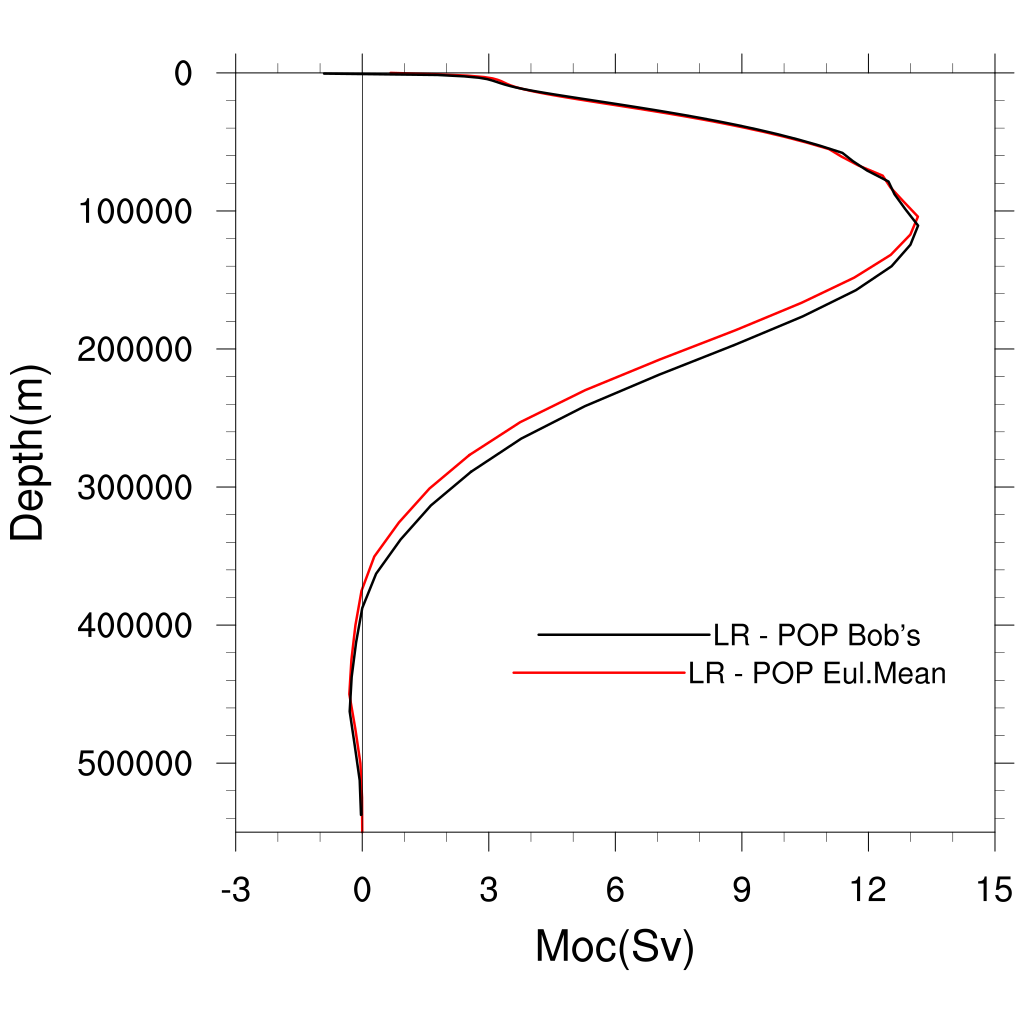 0
100000
200000
300000
400000
500000
Depth(m)
LR - POP Bob's
LR - POP Eul.Mean
-3 0 3 6 9 12 15
Moc(Sv)